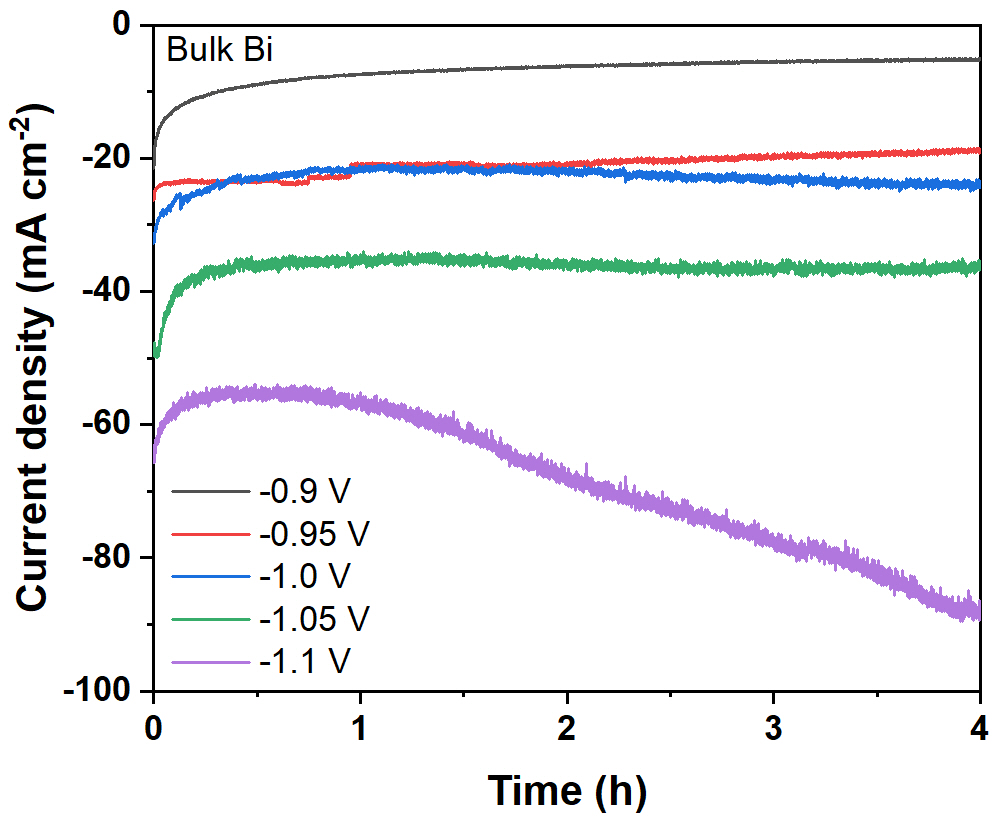 Bulk Bi
0
-20
-40
-60
-80
-100
Current density (mA cm⁻²)
-0.9 V
-0.95 V
-1.0 V
-1.05 V
-1.1 V
0 1 2 3 4
Time (h)